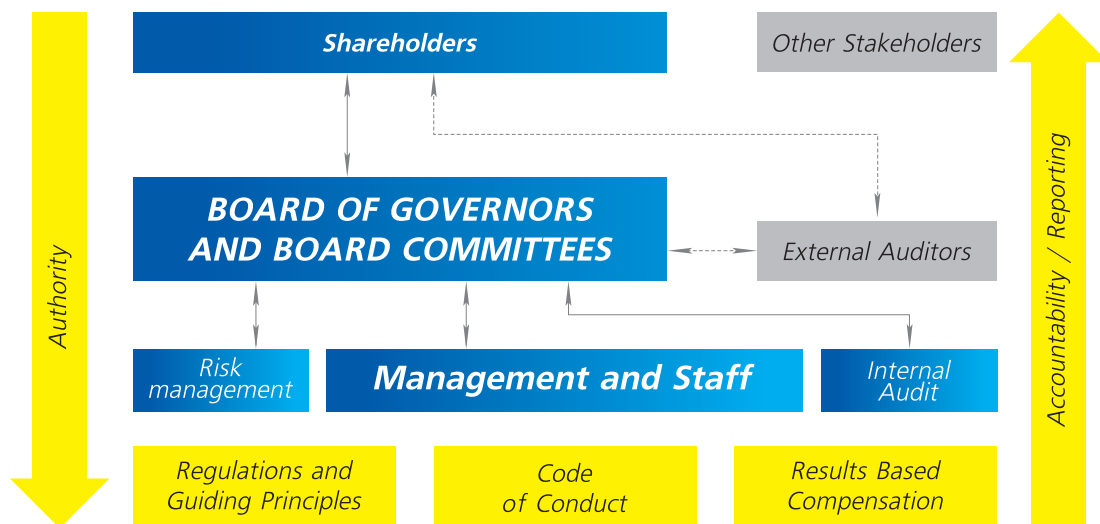 Shareholders
Other Stakeholders
Authority
Accountability / Reporting
BOARD OF GOVERNORS
AND BOARD COMMITTEES
External Auditors
Risk
management
Management and Staff
Internal
Audit
Regulations and
Guiding Principles
Code
of Conduct
Results Based
Compensation